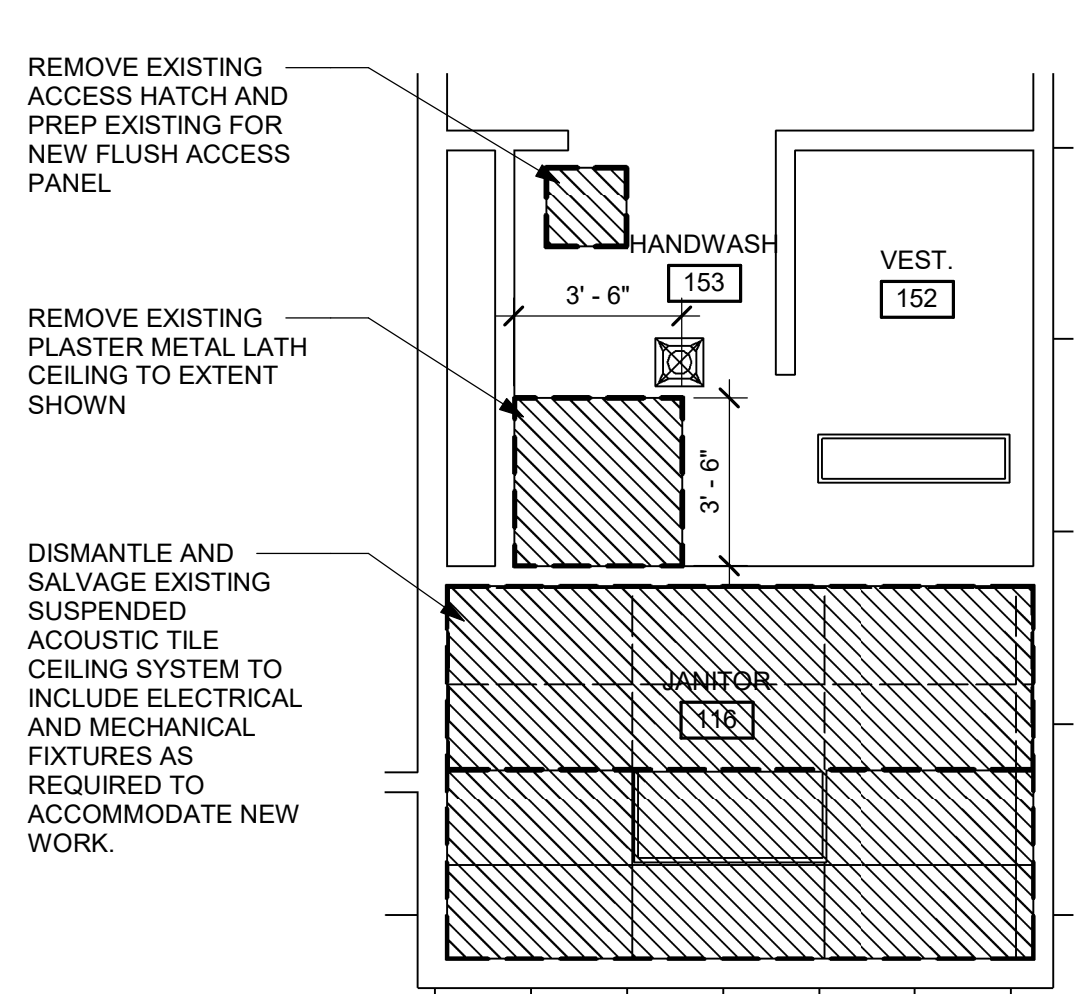 REMOVE EXISTING
ACCESS HATCH AND
PREP EXISTING FOR
NEW FLUSH ACCESS
PANEL
HANDWASH
153
VEST.
152
3' - 6"
REMOVE EXISTING
PLASTER METAL LATH
CEILING TO EXTENT
SHOWN
3' - 6"
DISMANTLE AND
SALVAGE EXISTING
SUSPENDED
ACOUSTIC TILE
CEILING SYSTEM TO
INCLUDE ELECTRICAL
AND MECHANICAL
FIXTURES AS
REQUIRED TO
ACCOMMODATE NEW
WORK.
JANITOR
116